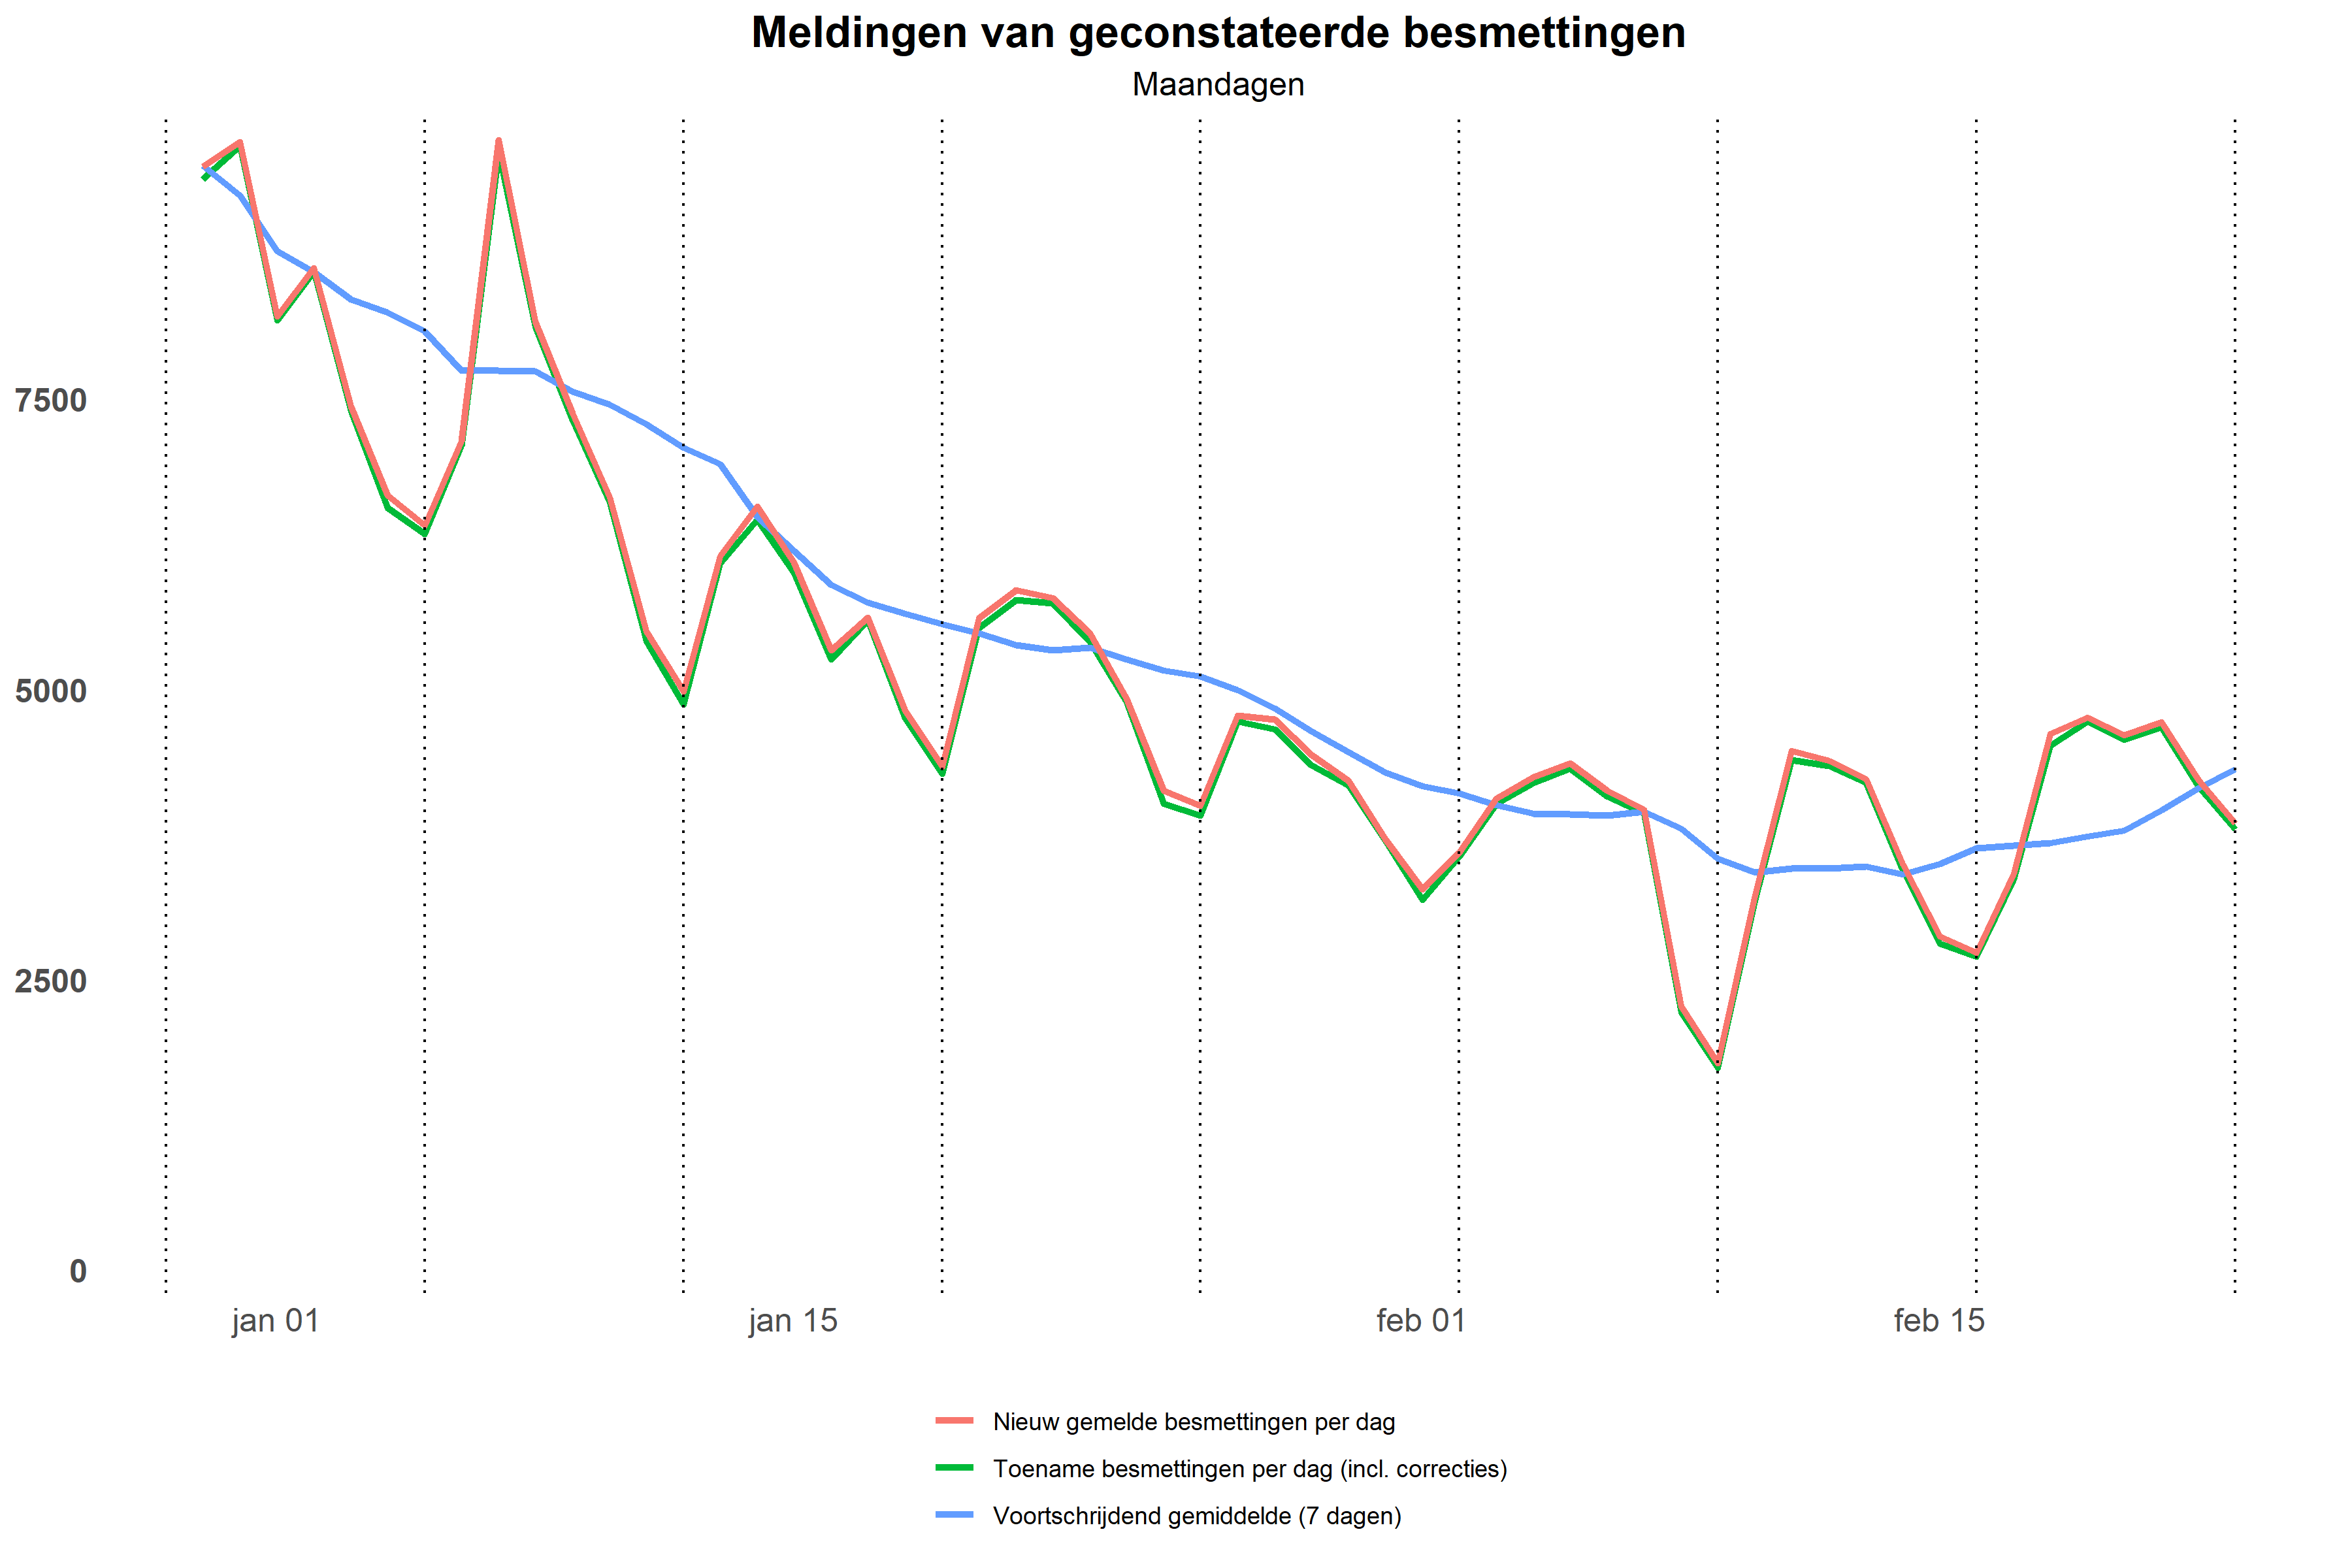 Meldingen van geconstateerde besmettingen
Maandagen
7500
5000
2500
0
jan 01
jan 15
feb 01
feb 15
Nieuw gemelde besmettingen per dag
Toename besmettingen per dag (incl. correcties)
Voortschrijdend gemiddelde (7 dagen)